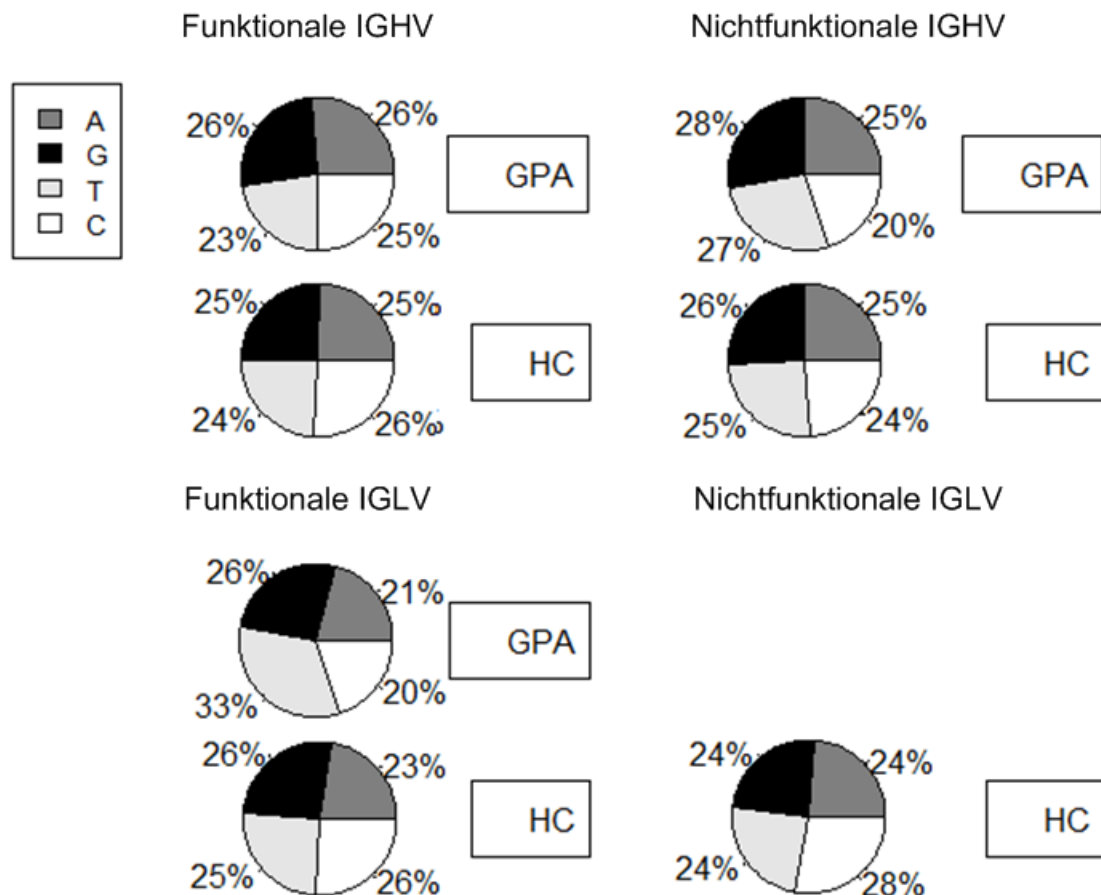 Funktionale IGHV
Nichtfunktionale IGHV
A
G
T
C
26%
26%
23%
25%
GPA
28%
25%
27%
20%
GPA
25%
25%
24%
26%
HC
26%
25%
25%
24%
HC
Funktionale IGLV
Nichtfunktionale IGLV
26%
21%
33%
20%
GPA
26%
23%
25%
26%
HC
24%
24%
24%
28%
HC